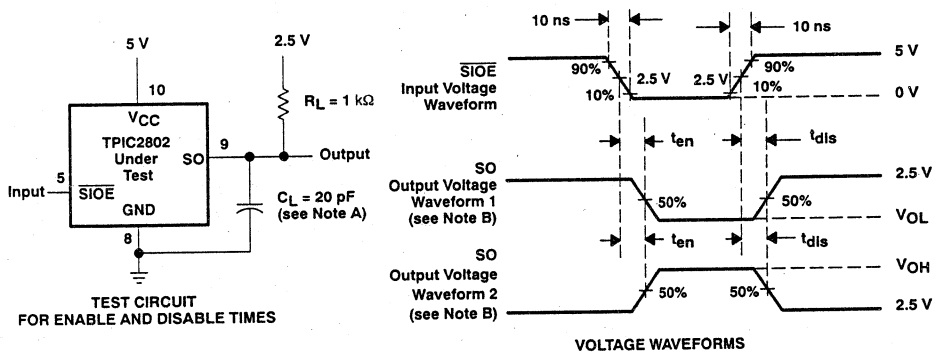 5 V
2.5 V
10
VCC
RL = 1 kΩ
TPIC2802
Under
Test
SO
9
Output
Input
5
SIOE
GND
8
CL = 20 pF
(see Note A)
TEST CIRCUIT
FOR ENABLE AND DISABLE TIMES
10 ns
10 ns
SIOE
Input Voltage
Waveform
90%
10%
2.5 V
2.5 V
90%
10%
5 V
0 V
ten
tdis
SO
Output Voltage
Waveform 1
(see Note B)
50%
50%
2.5 V
VOL
ten
tdis
SO
Output Voltage
Waveform 2
(see Note B)
50%
50%
VOH
2.5 V
VOLTAGE WAVEFORMS